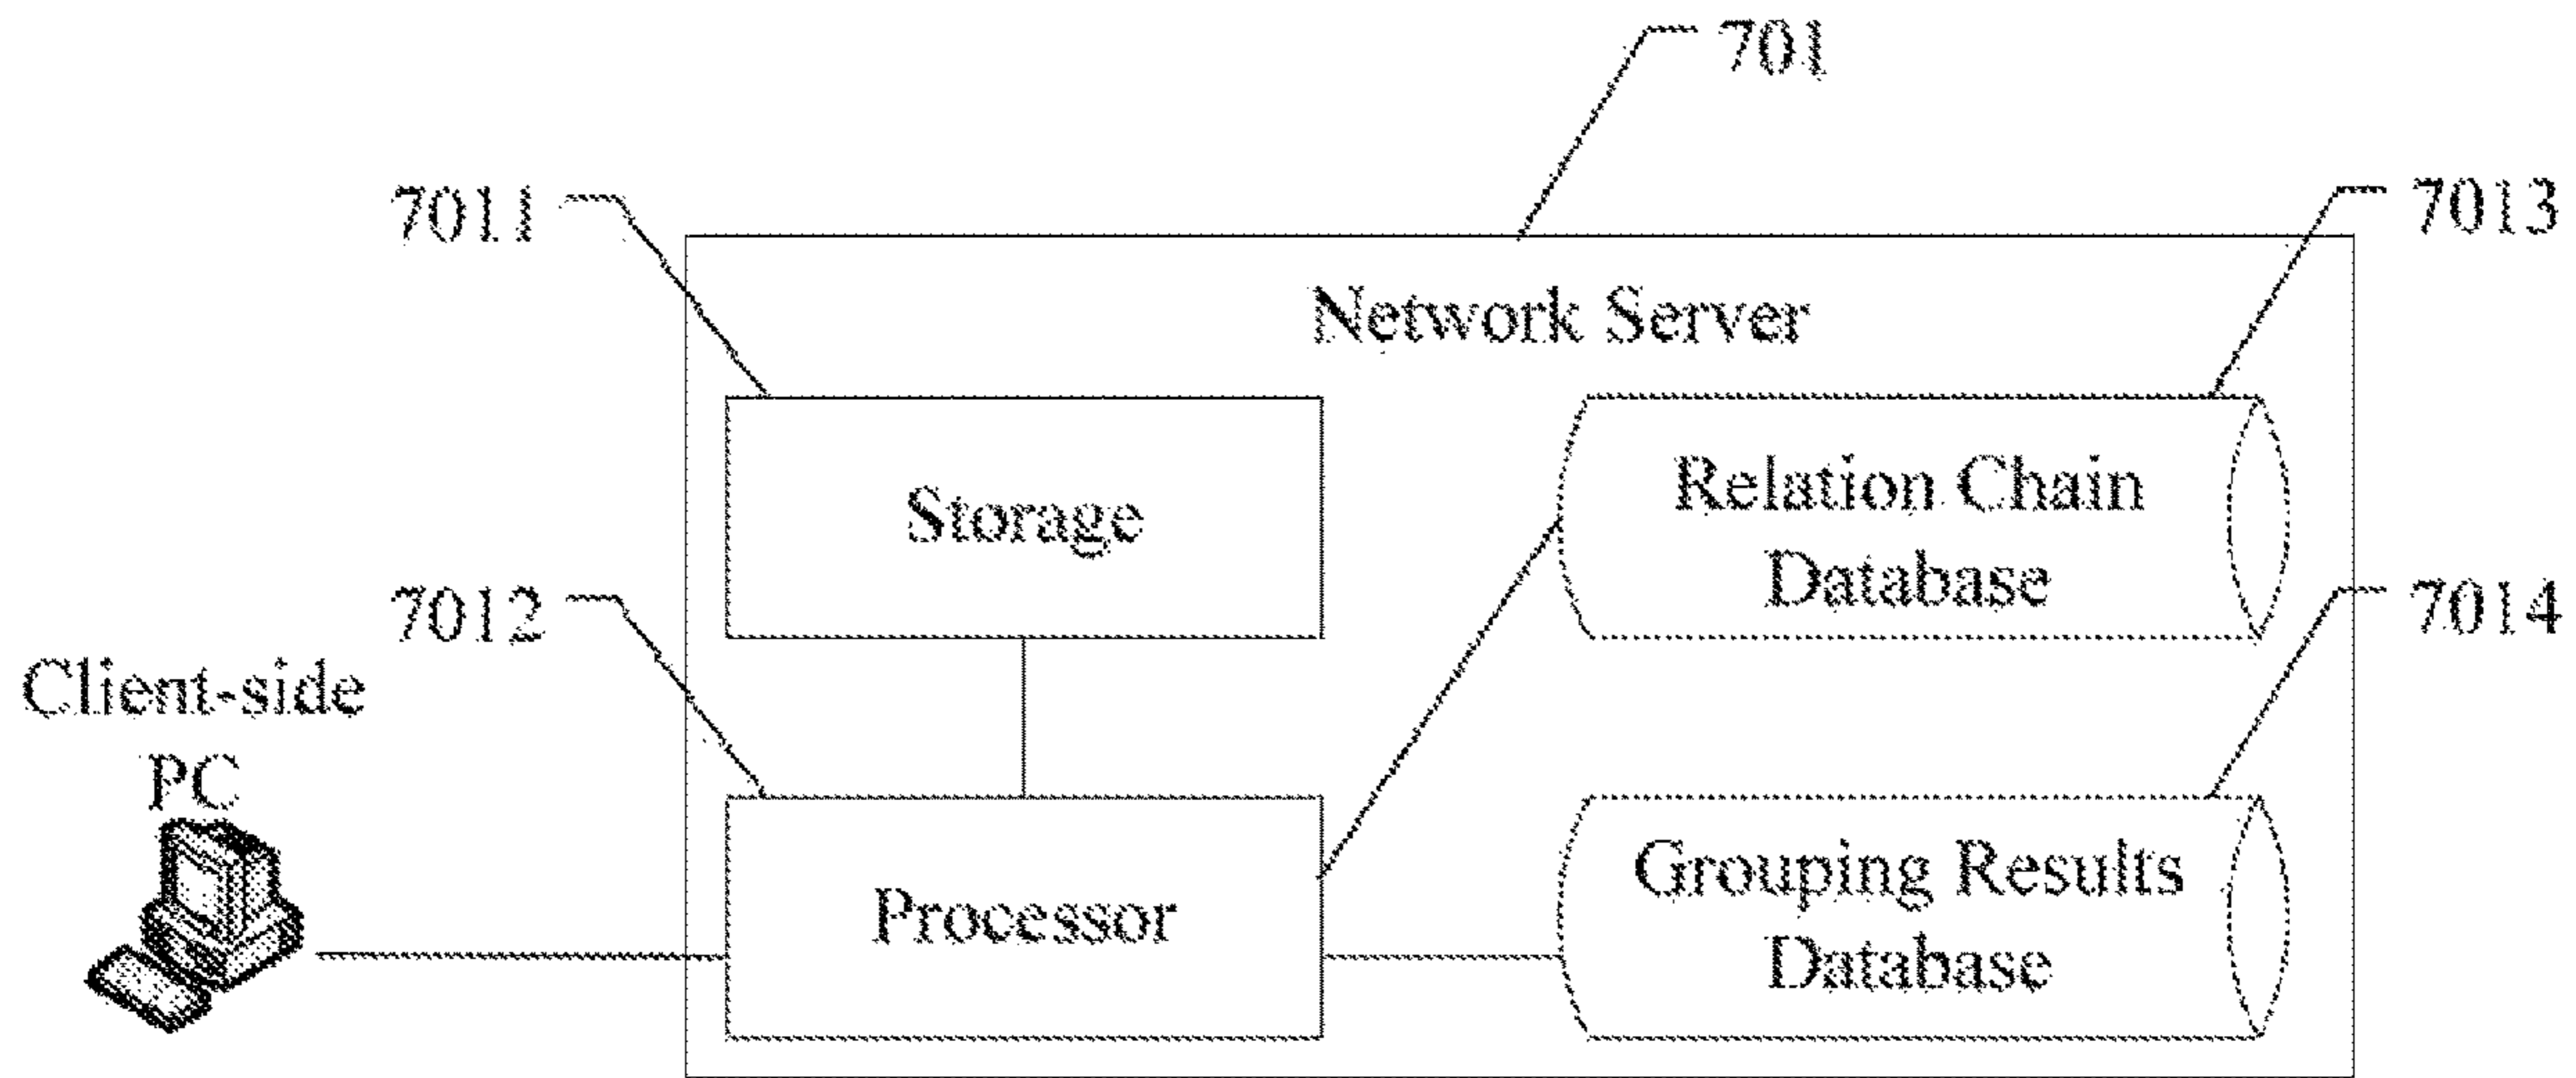 701
7011
7013
Network Server
Storage
Relation Chain
Database
7012
7014
Client-side
PC
Processor
Grouping Results
Database